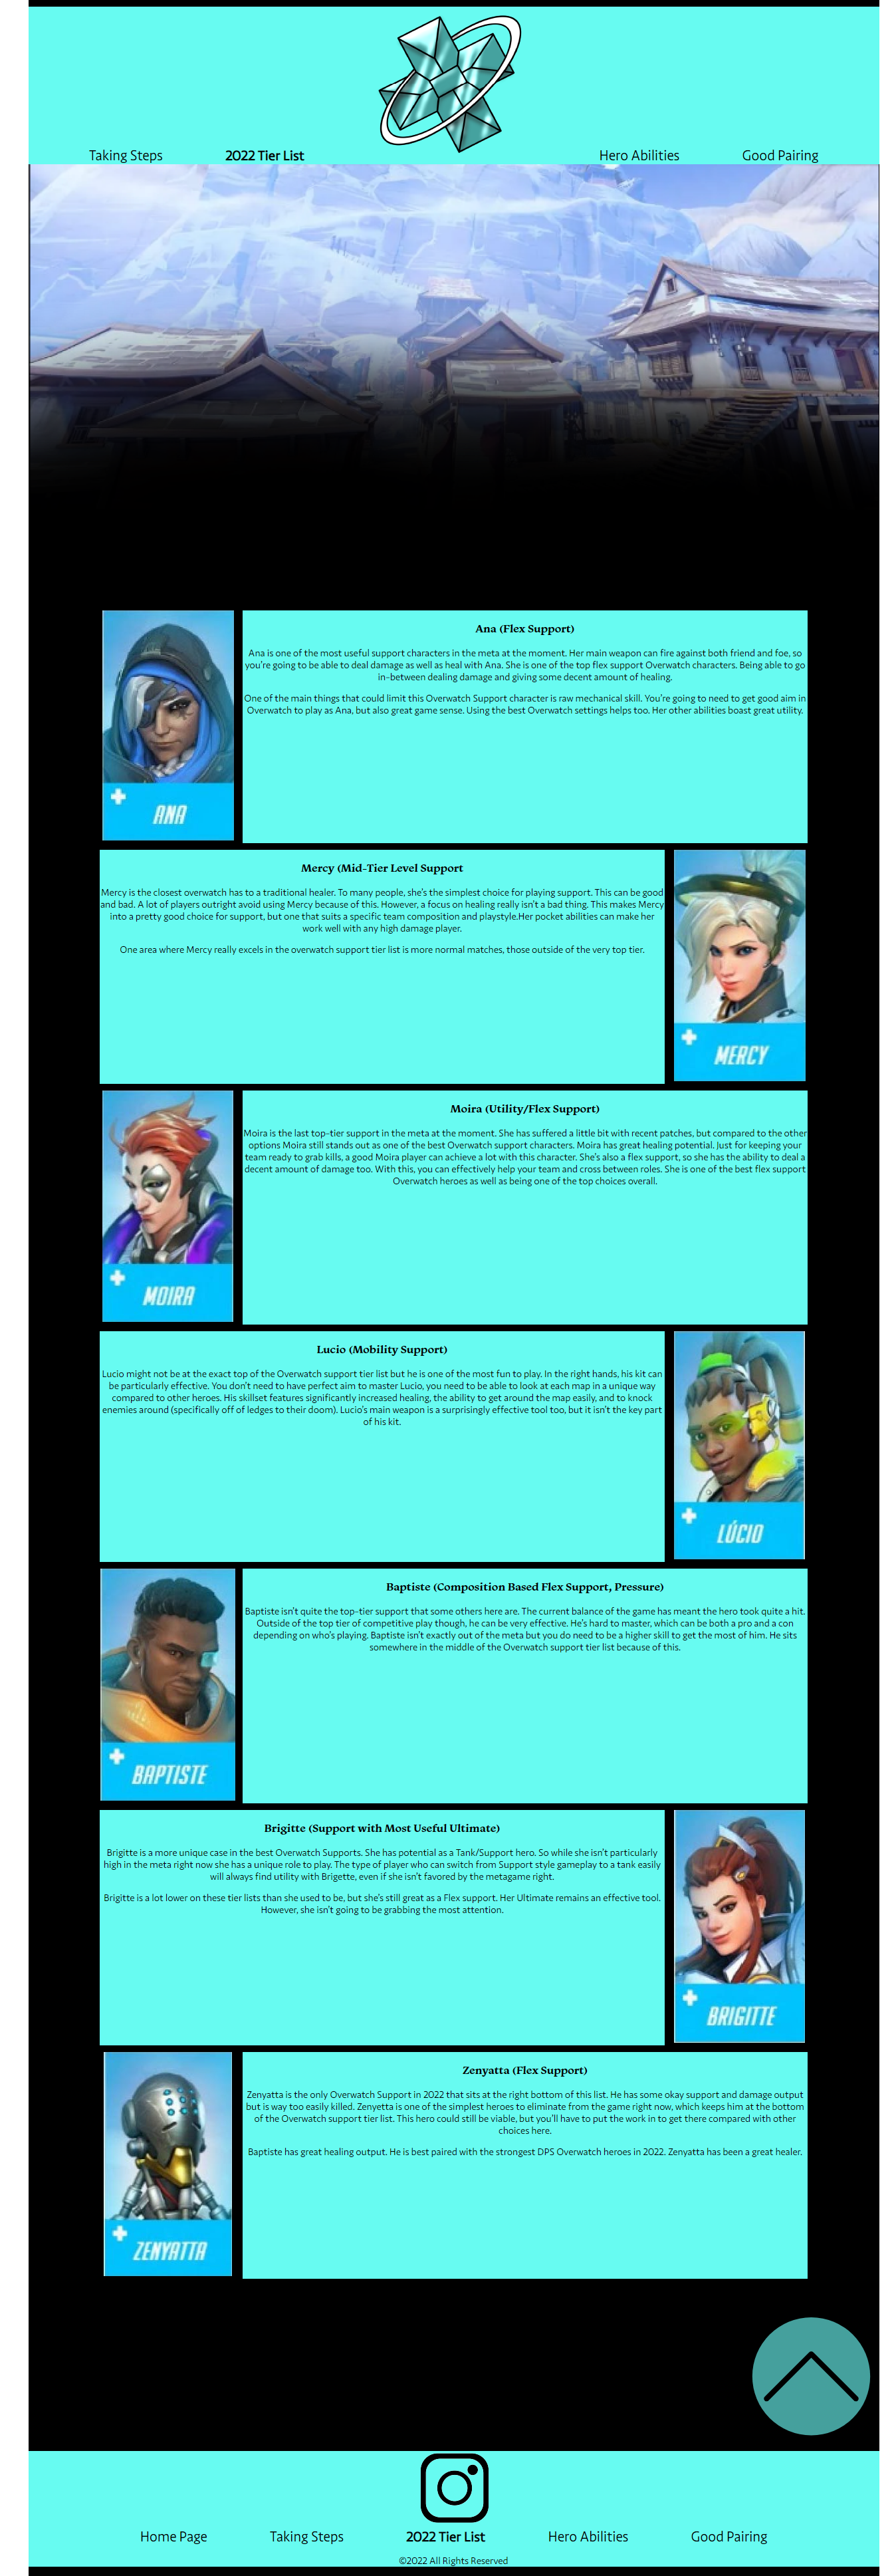 Taking Steps
2022 Tier List
Hero Abilities
Good Pairing
ANA
Ana (Flex Support)
Ana is one of the most useful support characters in the meta at the moment. Her main weapon can fire against both friend and foe, so
you're going to be able to deal damage as well as heal with Ana. She is one of the top flex support Overwatch characters. Being able to go
in-between dealing damage and giving some decent amount of healing.
One of the main things that could limit this Overwatch Support character is raw mechanical skill. You're going to need to get good aim in
Overwatch to play as Ana, but also great game sense. Using the best Overwatch settings helps too. Her other abilities boast great utility.
Mercy (Mid-Tier Level Support
Mercy is the closest overwatch has to a traditional healer. To many people, she's the simplest choice for playing support. This can be good
and bad. A lot of players outright avoid using Mercy because of this. However, a focus on healing really isn't a bad thing. This makes Mercy
into a pretty good choice for support, but one that suits a specific team composition and playstyle.Her pocket abilities can make her
work well with any high damage player.
One area where Mercy really excels in the overwatch support tier list is more normal matches, those outside of the very top tier.
MERCY
MOIRA
Moira (Utility/Flex Support)
Moira is the last top-tier support in the meta at the moment. She has suffered a little bit with recent patches, but compared to the other
options Moira still stands out as one of the best Overwatch support characters. Moira has great healing potential. Just for keeping your
team ready to grab kills, a good Moira player can achieve a lot with this character. She's also a flex support, so she has the ability to deal a
decent amount of damage too. With this, you can effectively help your team and cross between roles. She is one of the best flex support
Overwatch heroes as well as being one of the top choices overall.
Lucio (Mobility Support)
Lucio might not be at the exact top of the Overwatch support tier list but he is one of the most fun to play. In the right hands, his kit can
be particularly effective. You don't need to have perfect aim to master Lucio, you need to be able to look at each map in a unique way
compared to other heroes. His skillset features significantly increased healing, the ability to get around the map easily, and to knock
enemies around (specifically off of ledges to their doom). Lucio's main weapon is a surprisingly effective tool too, but it isn't the key part
of his kit.
LÚCIO
BAPTISTE
Baptiste (Composition Based Flex Support, Pressure)
Baptiste isn't quite the top-tier support that some others here are. The current balance of the game has meant the hero took quite a hit.
Outside of the top tier of competitive play though, he can be very effective. He's hard to master, which can be both a pro and a con
depending on who's playing. Baptiste isn't exactly out of the meta but you do need to be a higher skill to get the most of him. He sits
somewhere in the middle of the Overwatch support tier list because of this.
Brigitte (Support with Most Useful Ultimate)
Brigitte is a more unique case in the best Overwatch Supports. She has potential as a Tank/Support hero. So while she isn't particularly
high in the meta right now she has a unique role to play. The type of player who can switch from Support style gameplay to a tank easily
will always find utility with Brigette, even if she isn't favored by the metagame right.
Brigitte is a lot lower on these tier lists than she used to be, but she's still great as a Flex support. Her Ultimate remains an effective tool.
However, she isn't going to be grabbing the most attention.
BRIGITTE
ZENYATTA
Zenyatta (Flex Support)
Zenyatta is the only Overwatch Support in 2022 that sits at the right bottom of this list. He has some okay support and damage output
but is way too easily killed. Zenyetta is one of the simplest heroes to eliminate from the game right now, which keeps him at the bottom
of the Overwatch support tier list. This hero could still be viable, but you'll have to put the work in to get there compared with other
choices here.
Baptiste has great healing output. He is best paired with the strongest DPS Overwatch heroes in 2022. Zenyatta has been a great healer.
Home Page
Taking Steps
2022 Tier List
Hero Abilities
Good Pairing
©2022 All Rights Reserved